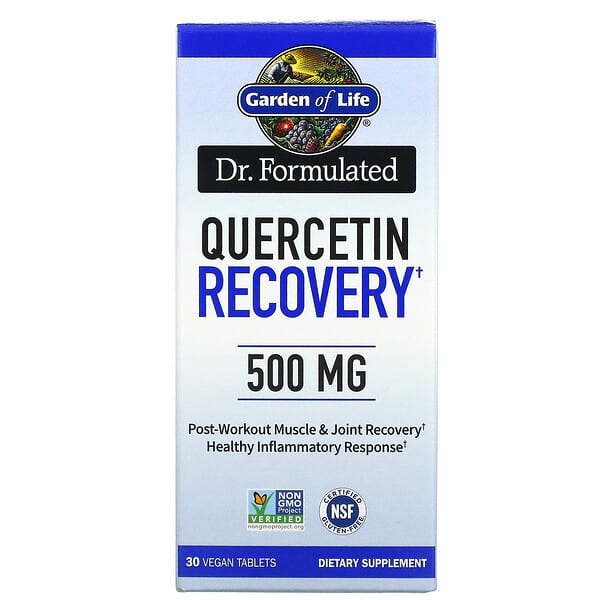 Garden of Life®
Dr. Formulated
QUERCETIN
RECOVERY†
500 MG
Post-Workout Muscle & Joint Recovery†
Healthy Inflammatory Response†
NON
GMO
Project
VERIFIED
nongmoproject.org
CERTIFIED
NSF
GLUTEN-FREE
30 VEGAN TABLETS
DIETARY SUPPLEMENT